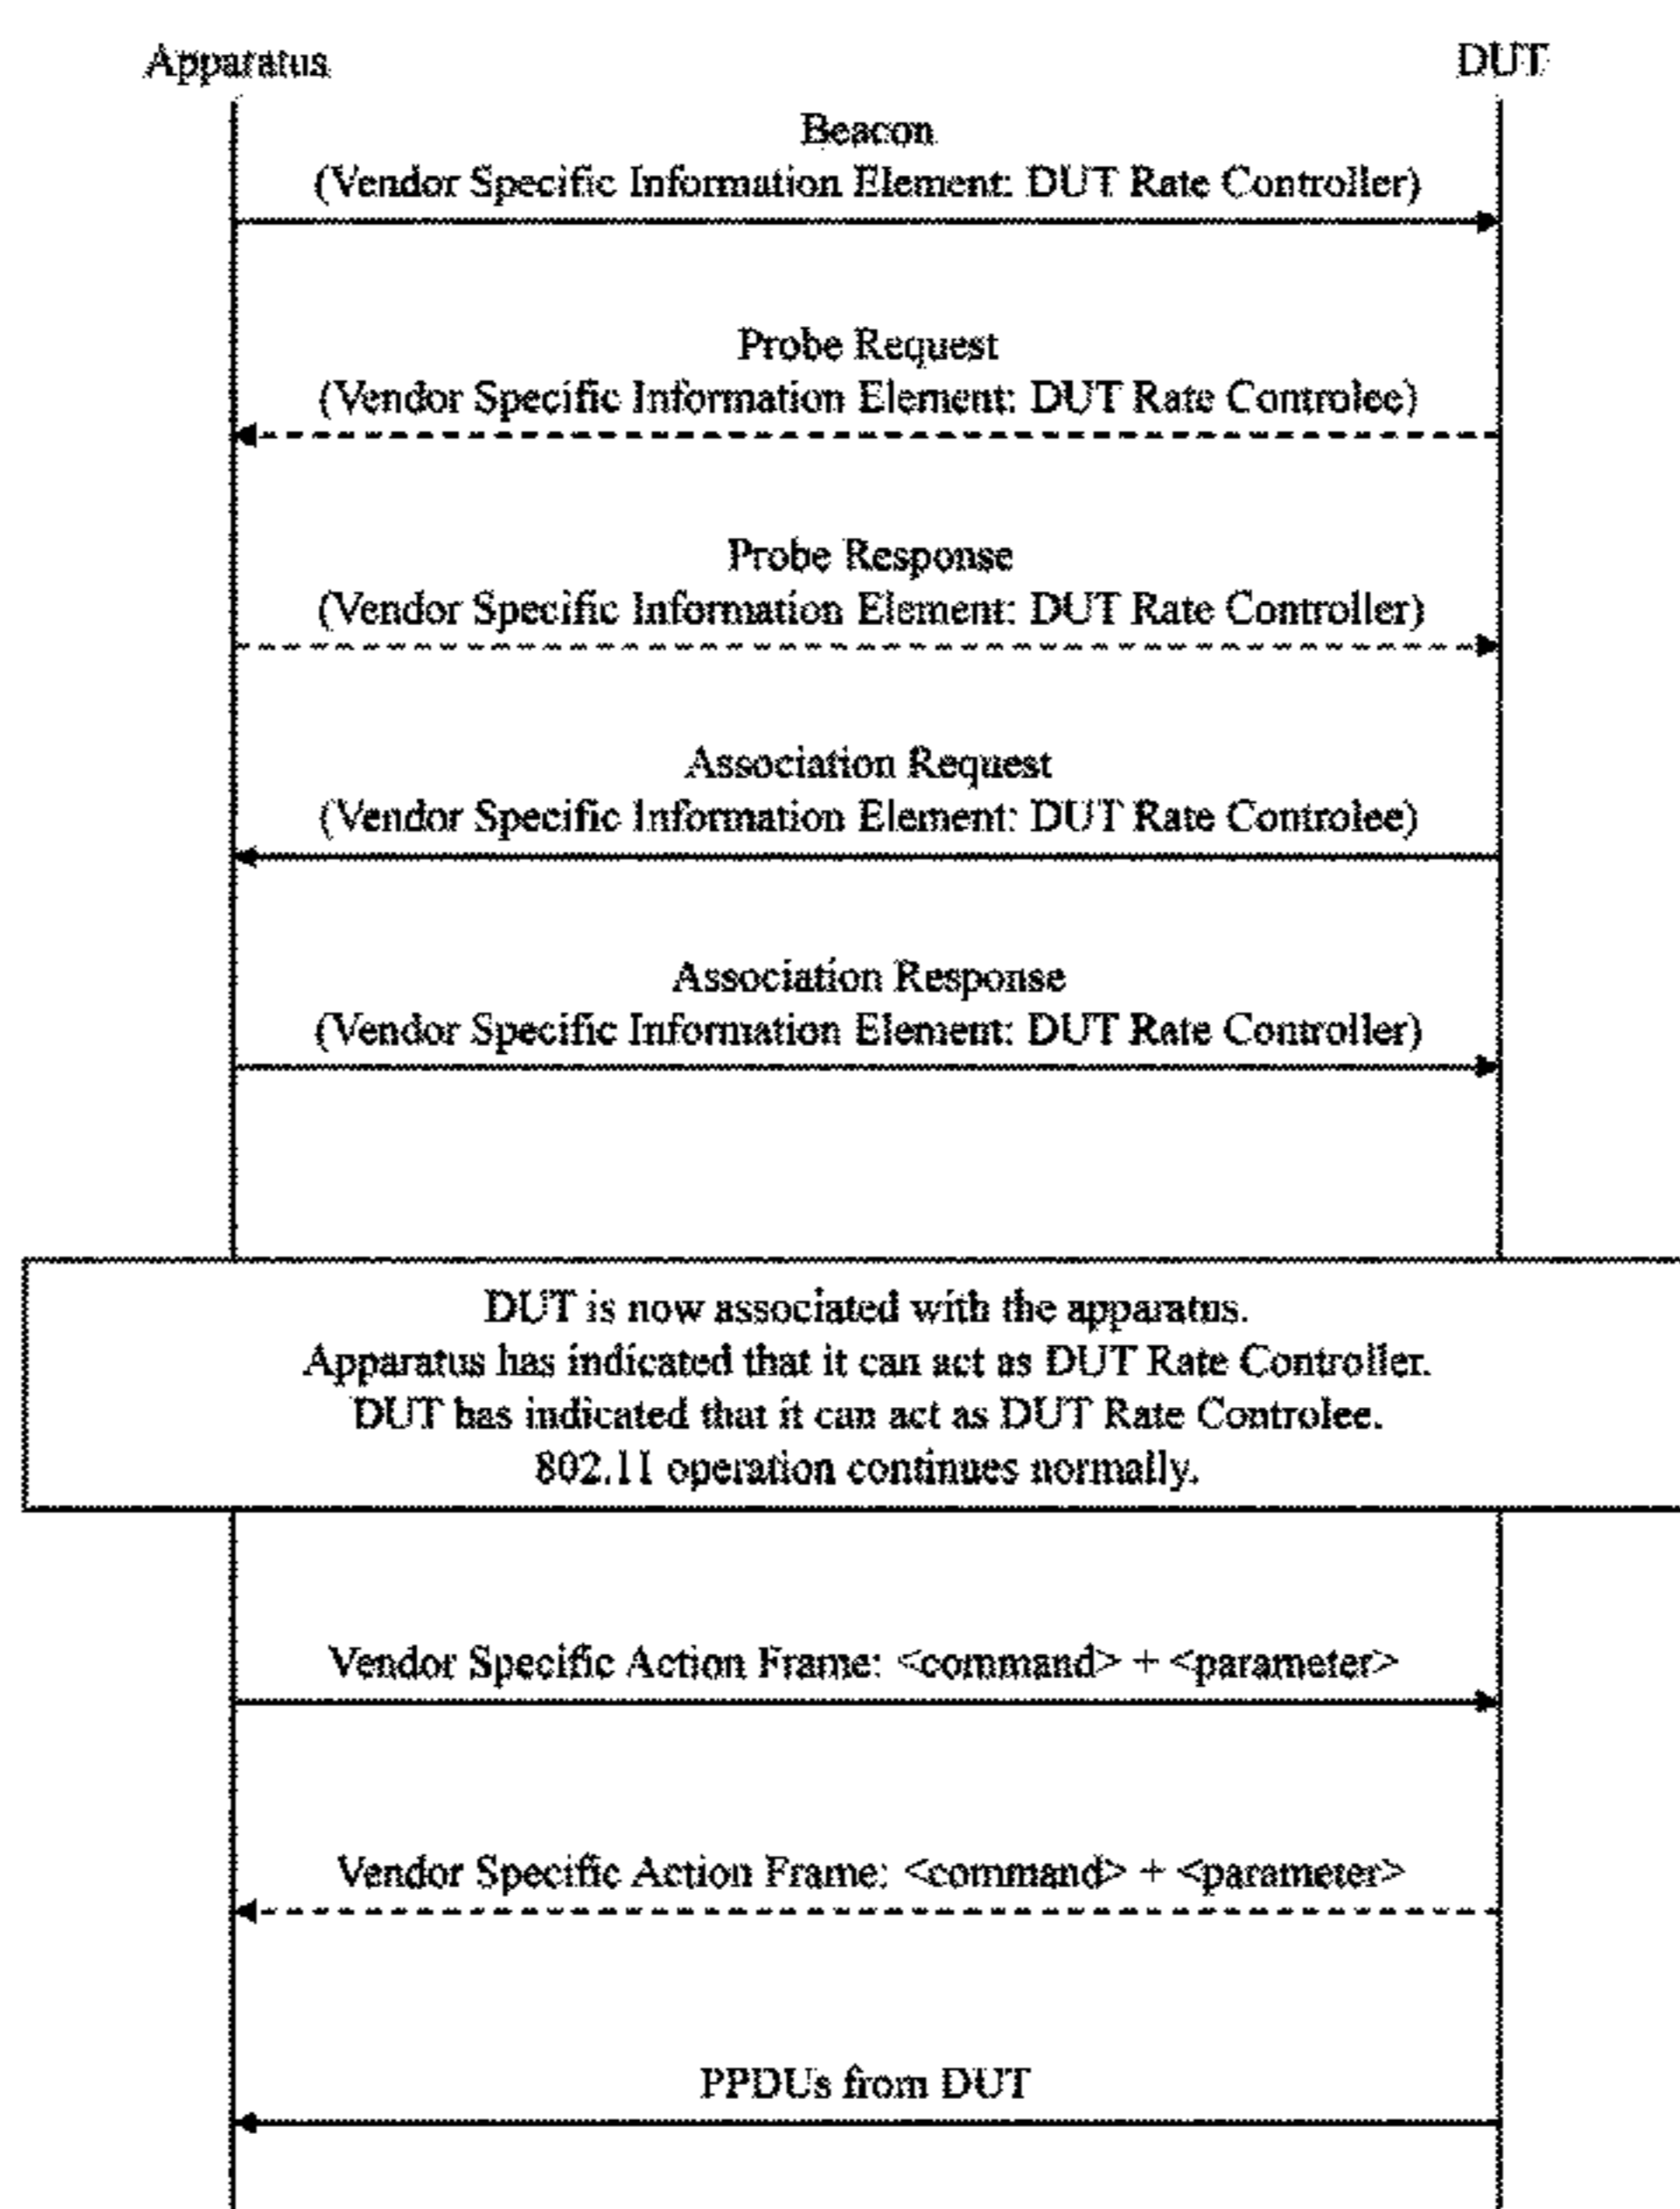 Apparatus DUT
Beacon
(Vendor Specific Information Element: DUT Rate Controller)
Probe Request
(Vendor Specific Information Element: DUT Rate Controlee)
Probe Response
(Vendor Specific Information Element: DUT Rate Controller)
Association Request
(Vendor Specific Information Element: DUT Rate Controlee)
Association Response
(Vendor Specific Information Element: DUT Rate Controller)
DUT is now associated with the apparatus.
Apparatus has indicated that it can act as DUT Rate Controller.
DUT has indicated that it can act as DUT Rate Controlee.
802.11 operation continues normally.
Vendor Specific Action Frame: <command> + <parameter>
Vendor Specific Action Frame: <command> + <parameter>
PPDUs from DUT